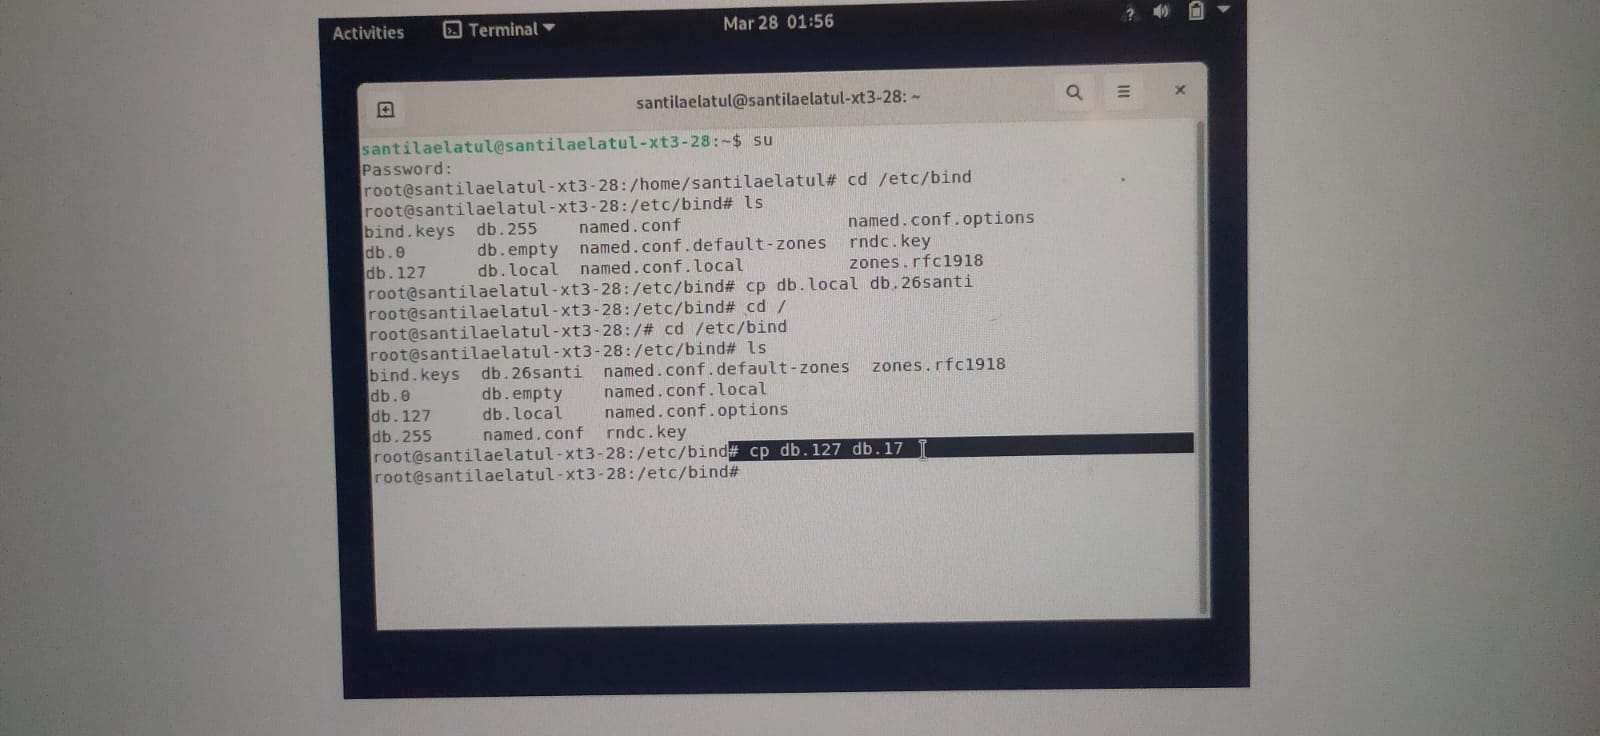 Activities Terminal Mar 28 01:56 ?
santilaelatul@santilaelatul-xt3-28: ~
santilaelatul@santilaelatul-xt3-28:~$ su
Password:
root@santilaelatul-xt3-28:/home/santilaelatul# cd /etc/bind
root@santilaelatul-xt3-28:/etc/bind# ls
bind.keys db.255 named.conf named.conf.options
db.0 db.empty named.conf.default-zones rndc.key
db.127 db.local named.conf.local zones.rfc1918
root@santilaelatul-xt3-28:/etc/bind# cp db.local db.26santi
root@santilaelatul-xt3-28:/etc/bind# cd /
root@santilaelatul-xt3-28:/# cd /etc/bind
root@santilaelatul-xt3-28:/etc/bind# ls
bind.keys db.26santi named.conf.default-zones zones.rfc1918
db.0 db.empty named.conf.local
db.127 db.local named.conf.options
db.255 named.conf rndc.key
root@santilaelatul-xt3-28:/etc/bind# cp db.127 db.17
root@santilaelatul-xt3-28:/etc/bind#